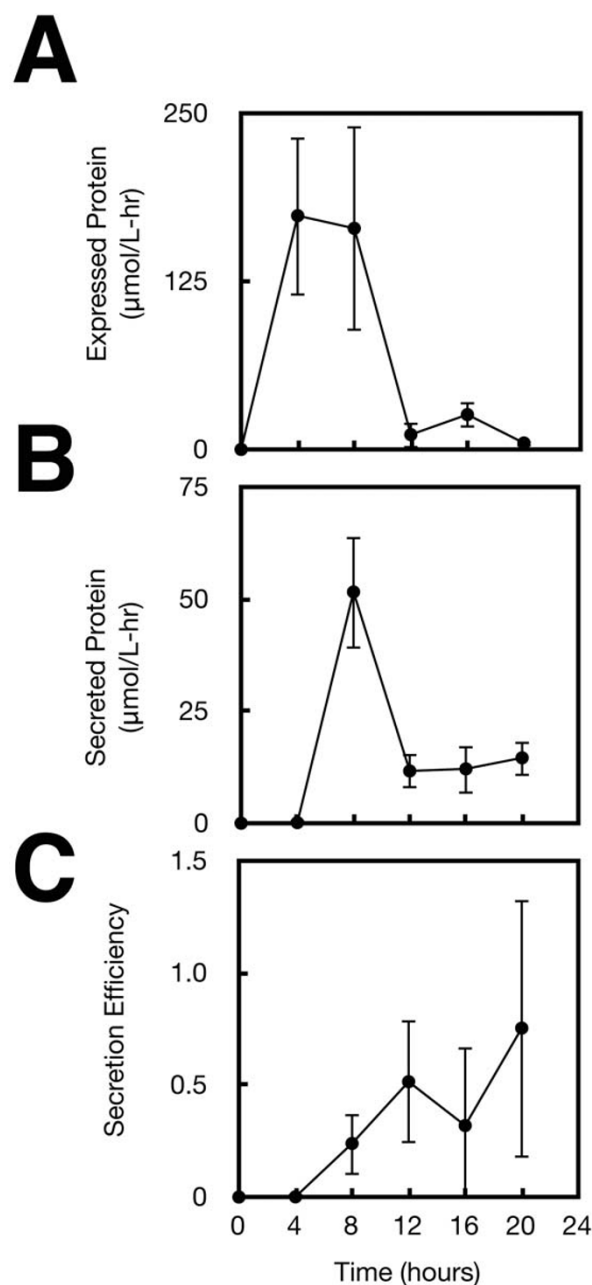 A
250
125
0
Expressed Protein
(µmol/L-hr)
B
75
50
25
0
Secreted Protein
(µmol/L-hr)
C
1.5
1.0
0.5
0
Secretion Efficiency
0 4 8 12 16 20 24
Time (hours)